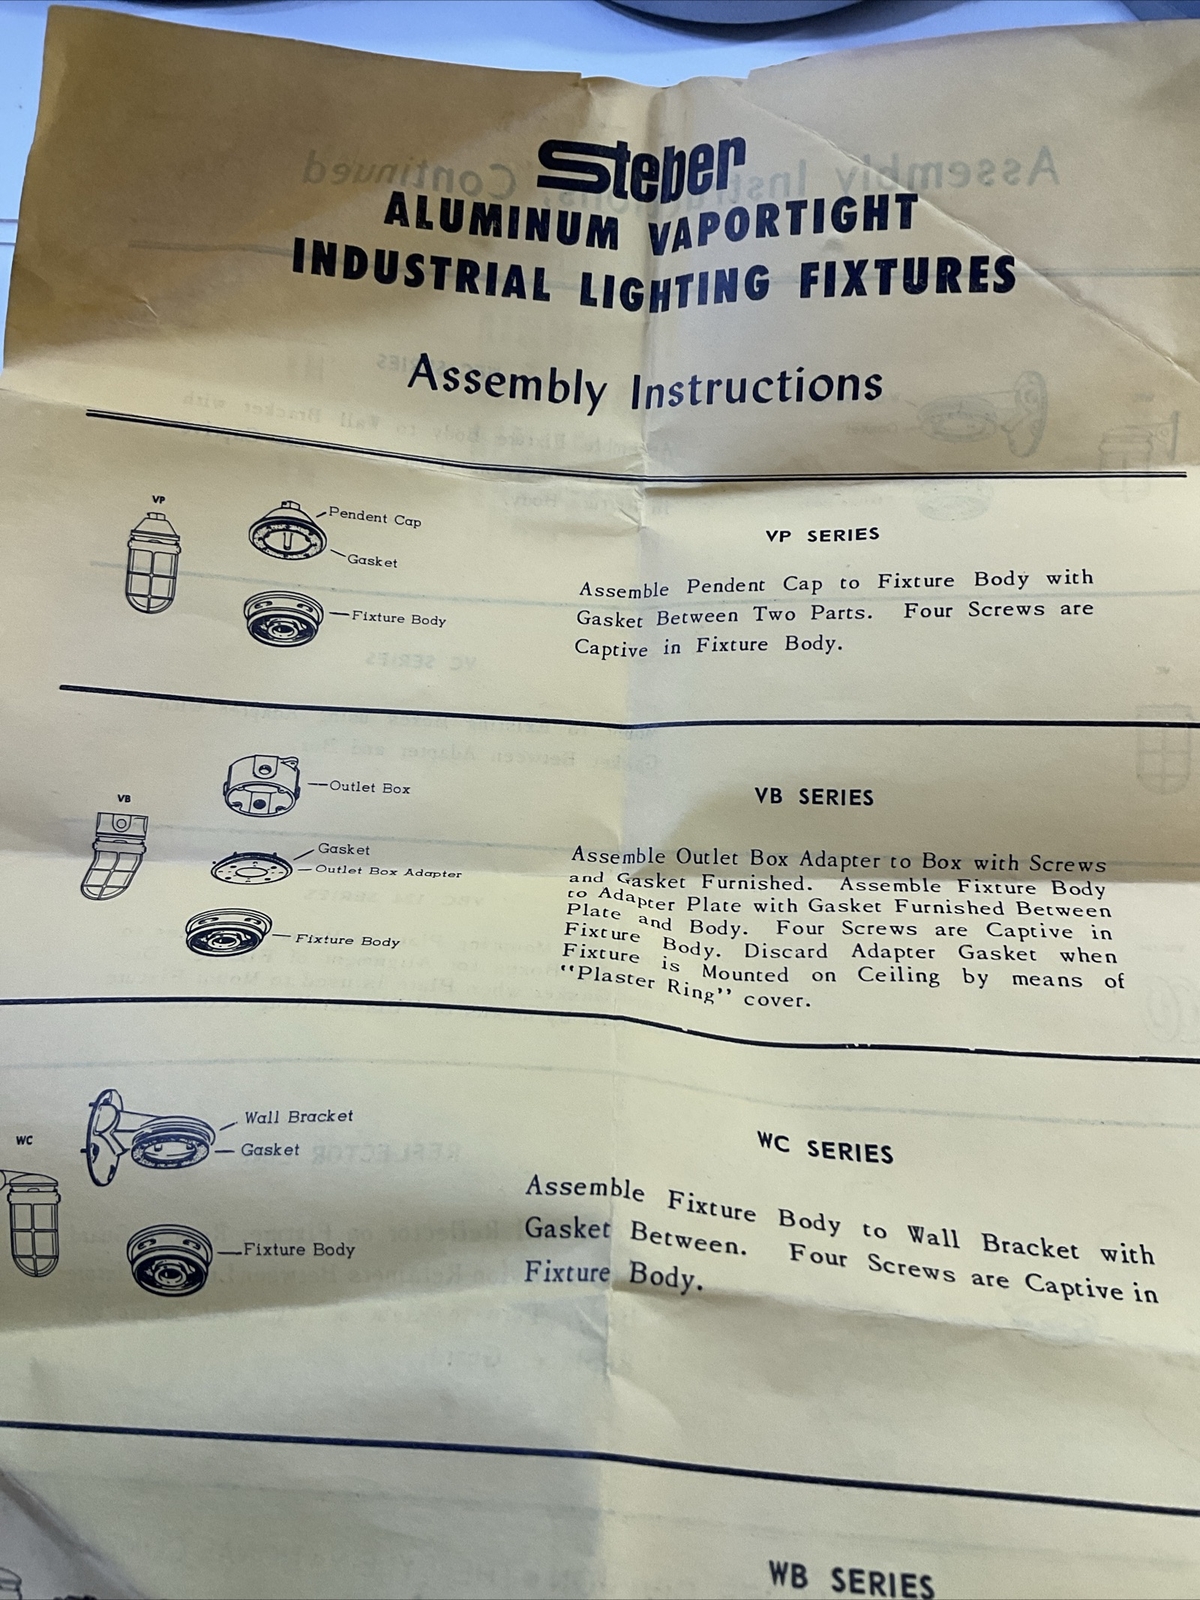 Steber
ALUMINUM VAPORTIGHT
INDUSTRIAL LIGHTING FIXTURES
Assembly Instructions
VP
Pendent Cap
Gasket
Fixture Body
VP SERIES
Assemble Pendent Cap to Fixture Body with
Gasket Between Two Parts. Four Screws are
Captive in Fixture Body.
VB
Outlet Box
Gasket
Outlet Box Adapter
Fixture Body
VB SERIES
Assemble Outlet Box Adapter to Box with Screws
and Gasket Furnished. Assemble Fixture Body
to Adapter Plate with Gasket Furnished Between
Plate and Body. Four Screws are Captive in
Fixture Body. Discard Adapter Gasket when
Fixture is Mounted on Ceiling by means of
"Plaster Ring" cover.
WC
Wall Bracket
Gasket
Fixture Body
WC SERIES
Assemble Fixture Body to Wall Bracket with
Gasket Between. Four Screws are Captive in
Fixture Body.
WB SERIES